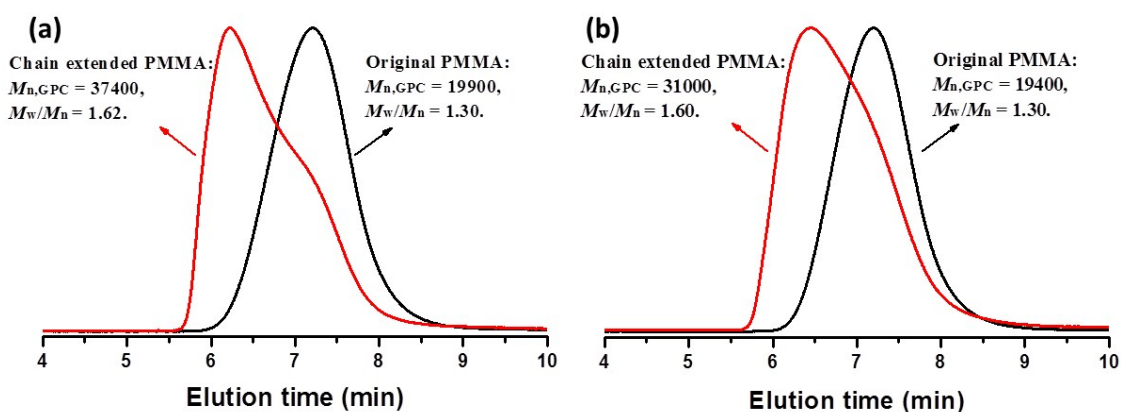 (a)
Chain extended PMMA:
Mn,GPC = 37400,
Mw/Mn = 1.62.
Original PMMA:
Mn,GPC = 19900,
Mw/Mn = 1.30.
4 5 6 7 8 9 10
Elution time (min)
(b)
Chain extended PMMA:
Mn,GPC = 31000,
Mw/Mn = 1.60.
Original PMMA:
Mn,GPC = 19400,
Mw/Mn = 1.30.
4 5 6 7 8 9 10
Elution time (min)